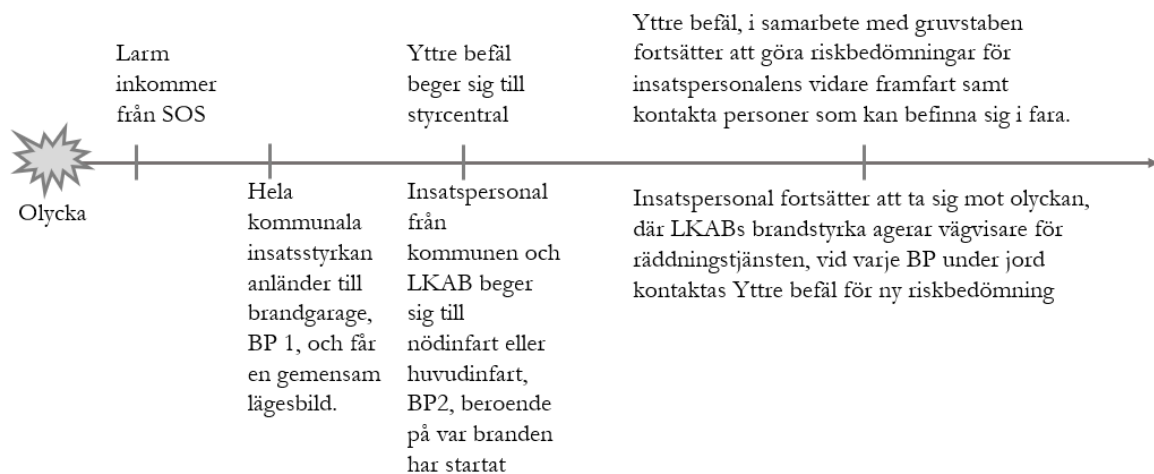 Larm
inkommer
från SOS
Yttre befäl
beger sig till
styrcentral
Yttre befäl, i samarbete med gruvstaben
fortsätter att göra riskbedömningar för
insatspersonalens vidare framfart samt
kontakta personer som kan befinna sig i fara.
Olycka
Hela
kommunala
insatsstyrkan
anländer till
brandgarage,
BP 1, och får
en gemensam
lägesbild.
Insatspersonal
från
kommunen och
LKAB beger
sig till
nödinfart eller
huvudinfart,
BP2, beroende
på var branden
har startat
Insatspersonal fortsätter att ta sig mot olyckan,
där LKABs brandstyrka agerar vägvisare för
räddningstjänsten, vid varje BP under jord
kontaktas Yttre befäl för ny riskbedömning